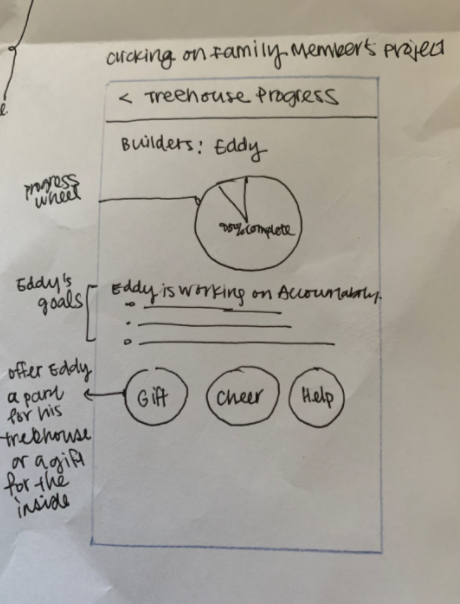 e
clicking on Family Member's project
< Treehouse Progress
Builders: Eddy
progress
wheel
complete
Eddy's
goals
Eddy is working on Accountability.
offer Eddy
a part
for his
treehouse
or a gift
for the
inside
Gift
Cheer
Help